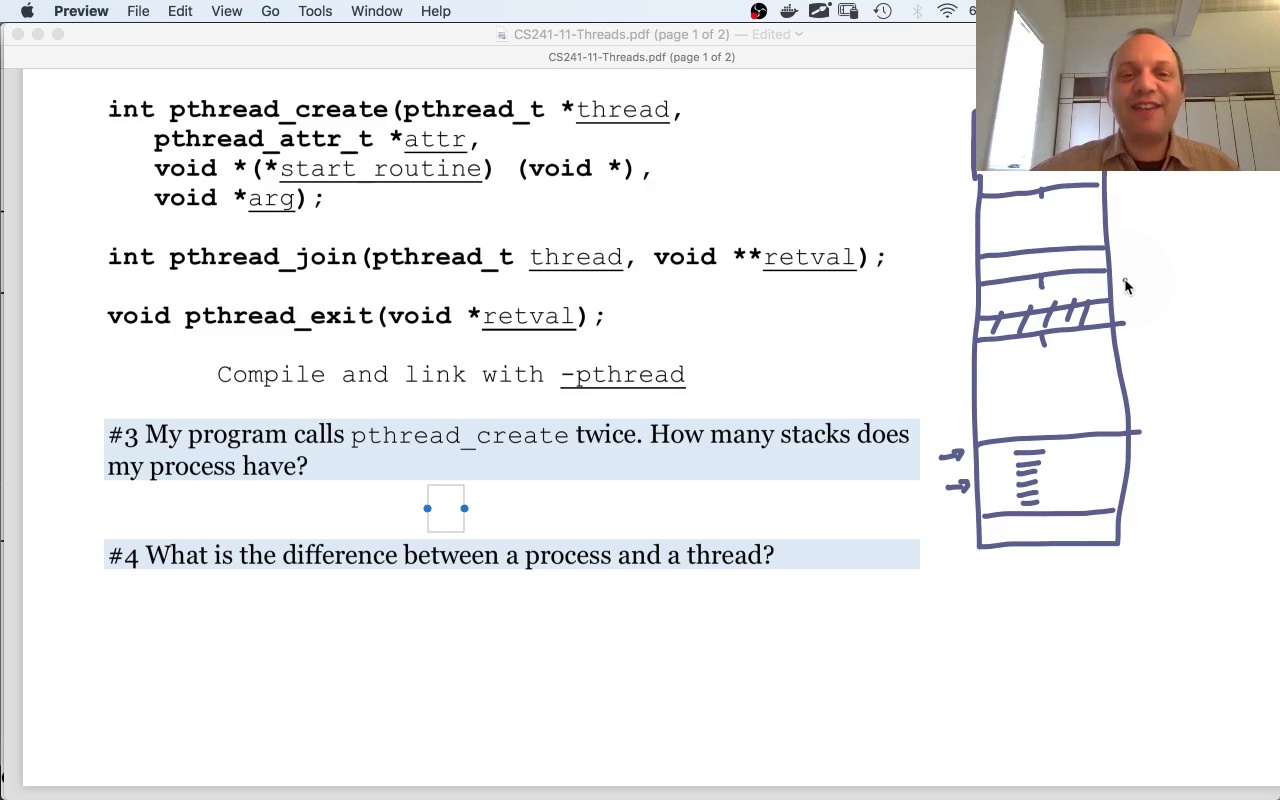 Preview File Edit View Go Tools Window Help 6
CS241-11-Threads.pdf (page 1 of 2) — Edited
CS241-11-Threads.pdf (page 1 of 2)
int pthread_create(pthread_t *thread,
pthread_attr_t *attr,
void *(*start_routine) (void *),
void *arg);
int pthread_join(pthread_t thread, void **retval);
void pthread_exit(void *retval);
Compile and link with -pthread
#3 My program calls pthread_create twice. How many stacks does
my process have?
#4 What is the difference between a process and a thread?